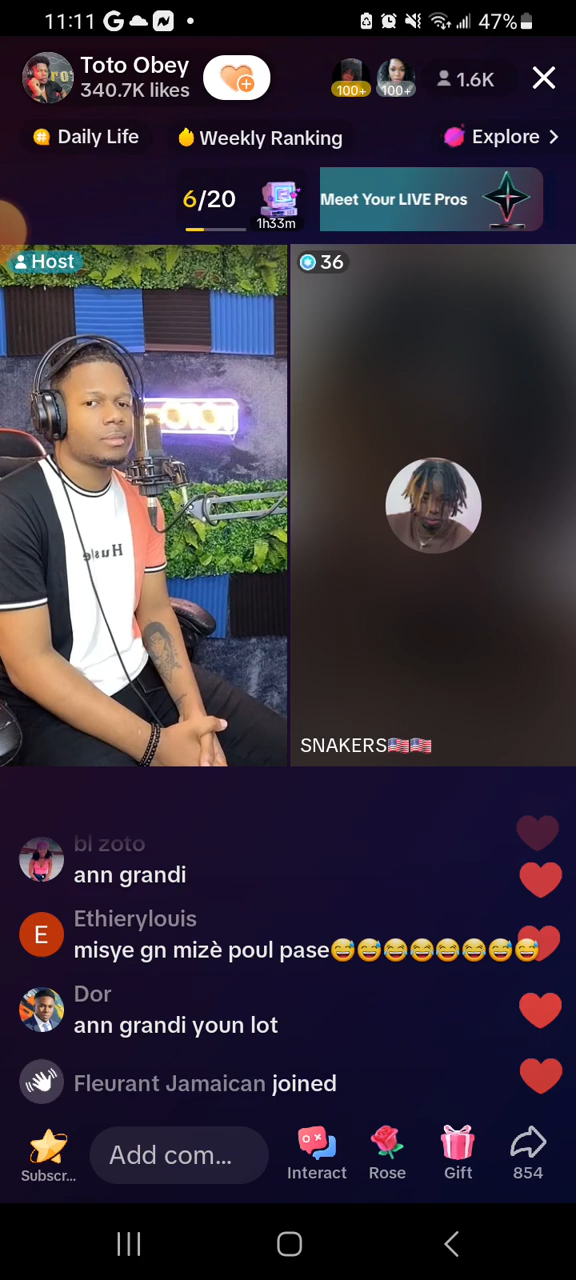 11:11
47%
Toto Obey
340.7K likes
100+
100+
1.6K
Daily Life
Weekly Ranking
Explore
6/20
1h33m
Meet Your LIVE Pros
Host
36
Hustle
SNAKERS🇺🇸🇺🇸
bl zoto
ann grandi
E
Ethierylouis
misye gn mizè poul pase😅😅😂😂😂😂😅😅
Dor
ann grandi youn lot
Fleurant Jamaican joined
Subscr...
Add com...
Interact
Rose
Gift
854